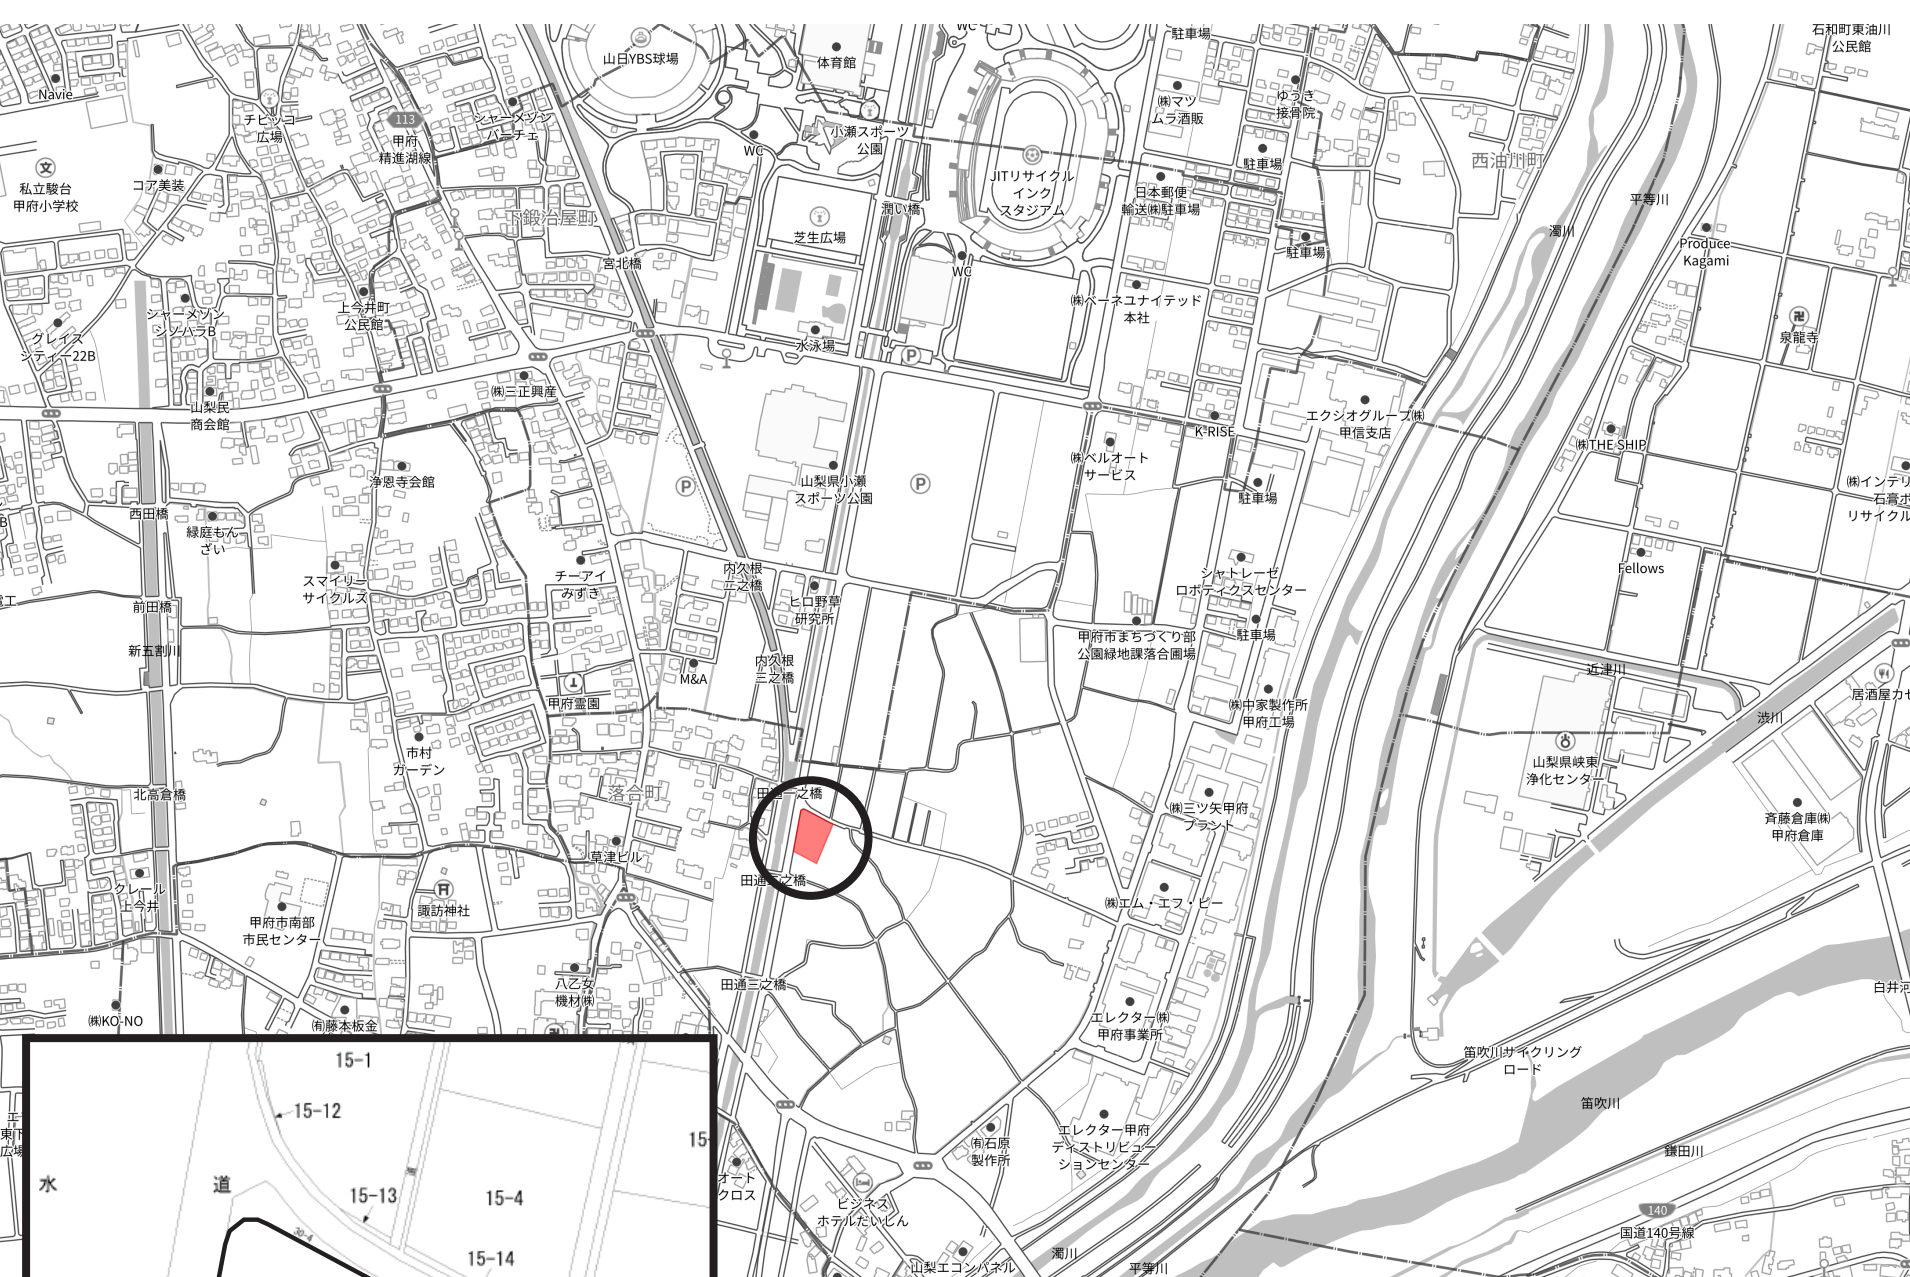 石和町東油川
公民館
駐車場
WC
山日YBS球場
体育館
Navie
チビッコ
広場
113
甲府
精進湖線
シャーメゾン
パーチェ
WC
小瀬スポーツ
公園
㈱マツ
ムラ酒販
ゆうき
接骨院
駐車場
西油川町
私立駿台
甲府小学校
コア美装
下鍛冶屋町
芝生広場
潤い橋
JITリサイクル
インク
スタジアム
日本郵便
輸送㈱駐車場
平等川
濁川
駐車場
Produce
Kagami
宮北橋
WC
シャーメゾン
シノハラB
上今井町
公民館
㈱ベーネユナイテッド
本社
グレイス
シティー22B
水泳場
泉龍寺
P
㈱三正興産
山梨民
商会館
K-RISE
エクシオグループ㈱
甲信支店
㈱THE SHIP
浄恩寺会館
P
山梨県小瀬
スポーツ公園
P
㈱ベルオート
サービス
駐車場
㈱インテリ
石膏ボ
リサイクル
西田橋
緑庭もん
ざい
スマイリー
サイクルズ
チーアイ
みずき
内久根
二之橋
ヒロ野草
研究所
シャトレーゼ
ロボティクスセンター
Fellows
前田橋
新五割川
内久根
三之橋
甲府市まちづくり部
公園緑地課落合圃場
駐車場
近津川
M&A
甲府霊園
㈱中家製作所
甲府工場
渋川
居酒屋カセ
市村
ガーデン
山梨県峡東
浄化センター
北高倉橋
落合町
田通一之橋
㈱三ツ矢甲府
プラント
斉藤倉庫㈱
甲府倉庫
草津ビル
クレール
上今井
田通二之橋
㈱エム・エフ・ピー
甲府市南部
市民センター
諏訪神社
八乙女
機材㈱
田通三之橋
白井河
㈱KO-NO
㈲藤本板金
エレクター㈱
甲府事業所
笛吹川サイクリング
ロード
笛吹川
15-1
15-12
15-
エレクター甲府
ディストリビュー
ションセンター
㈲石原
製作所
鎌田川
水
道
15-13
15-4
オート
クロス
ビジネス
ホテルだいじん
30-4
15-14
140
国道140号線
濁川
平等川
山梨エコンパネル